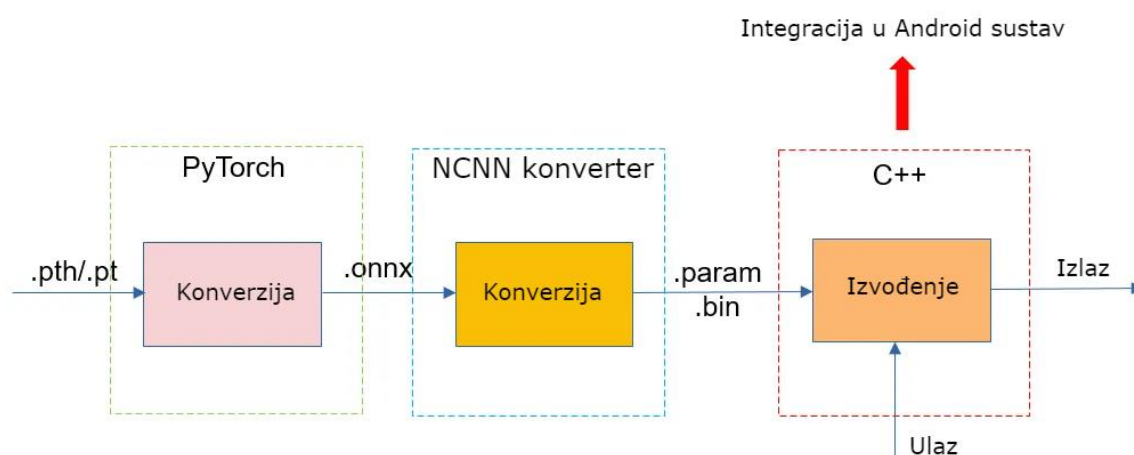 Integracija u Android sustav
PyTorch
NCNN konverter
C++
.pth/.pt
Konverzija
.onnx
Konverzija
.param
.bin
Izvođenje
Izlaz
Ulaz